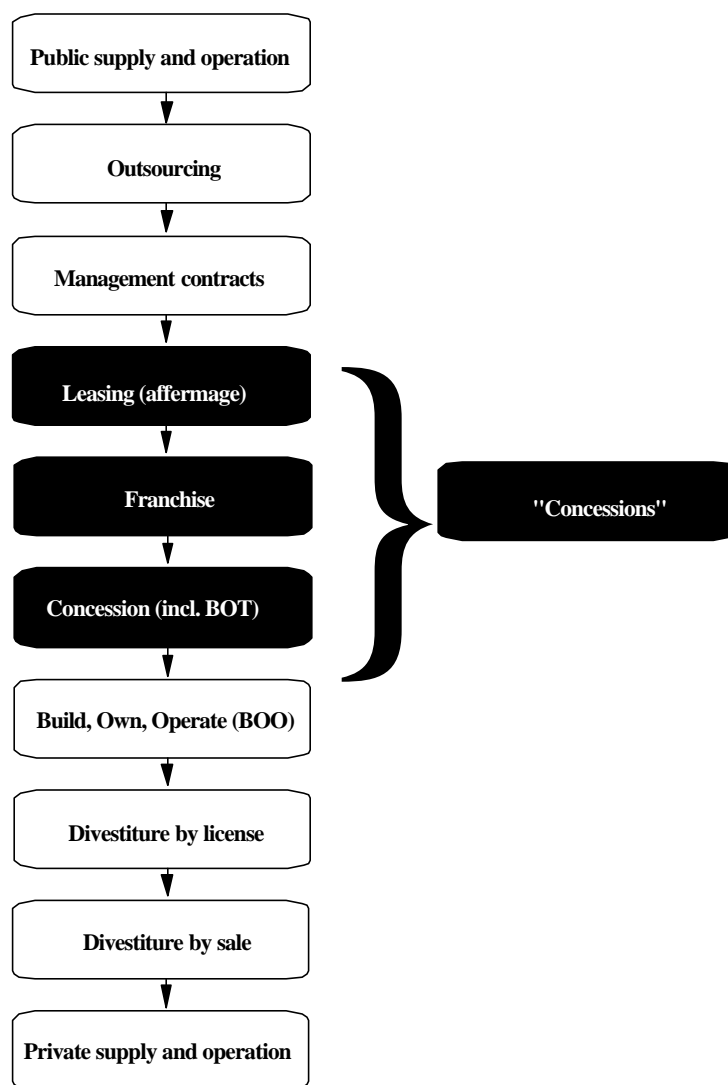 Public supply and operation
Outsourcing
Management contracts
Leasing (affermage)
Franchise
"Concessions"
Concession (incl. BOT)
Build, Own, Operate (BOO)
Divestiture by license
Divestiture by sale
Private supply and operation